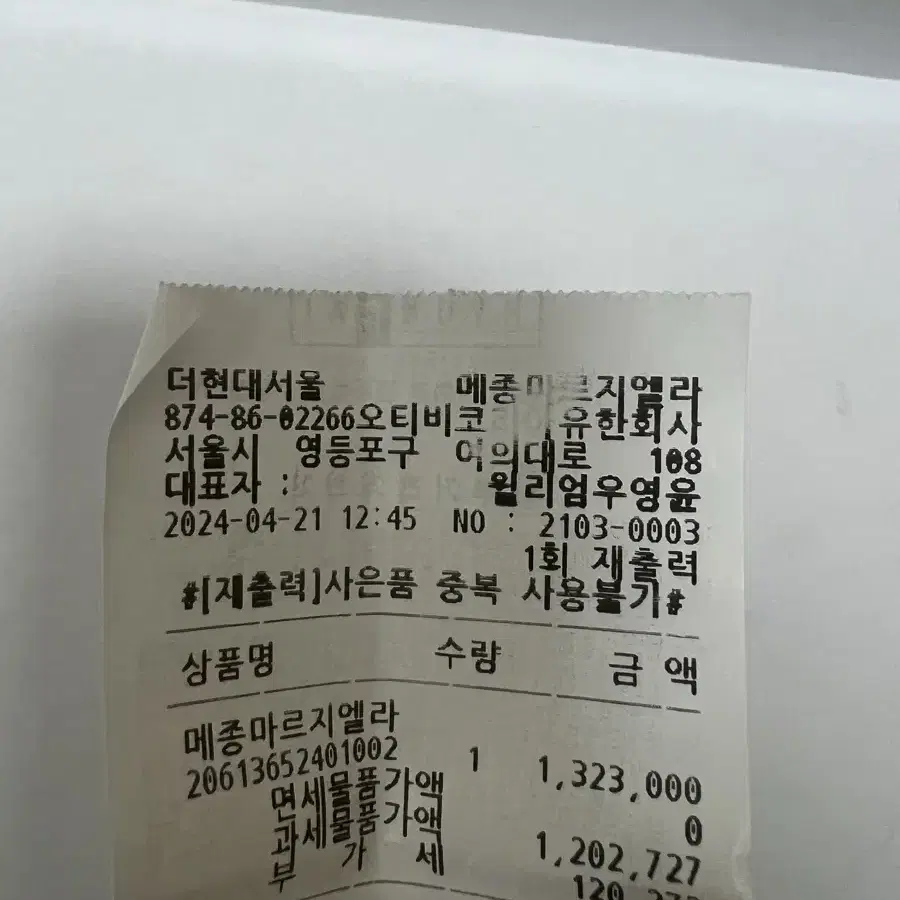 더현대서울 메종마르지엘라
874-86-02266오티비코 유한회사
서울시 영등포구 여의대로 108
대표자 : 윌리엄우영윤
2024-04-21 12:45 NO : 2103-0003
1회 재출력
#[재출력]사은품 중복 사용불가#
상품명 수량 금 액
메종마르지엘라
20613652401002 1 1,323,000
면세물품가액 0
과세물품가액 1,202,727
부 가 세